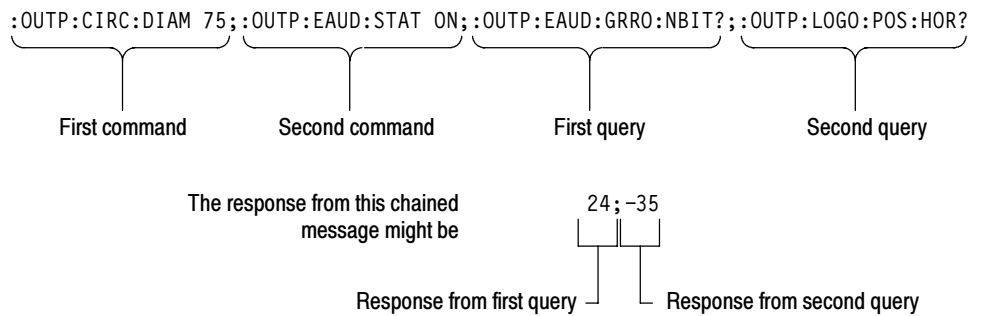 :OUTP:CIRC:DIAM 75;:OUTP:EAUD:STAT ON;:OUTP:EAUD:GRRO:NBIT?;:OUTP:LOGO:POS:HOR?
First command Second command First query Second query
The response from this chained 24;-35
message might be
Response from first query Response from second query